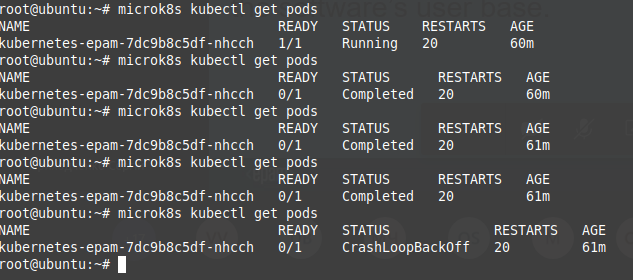 root@ubuntu:~# microk8s kubectl get pods
NAME READY STATUS RESTARTS AGE
kubernetes-epam-7dc9b8c5df-nhcch 1/1 Running 20 60m
root@ubuntu:~# microk8s kubectl get pods
NAME READY STATUS RESTARTS AGE
kubernetes-epam-7dc9b8c5df-nhcch 0/1 Completed 20 60m
root@ubuntu:~# microk8s kubectl get pods
NAME READY STATUS RESTARTS AGE
kubernetes-epam-7dc9b8c5df-nhcch 0/1 Completed 20 61m
root@ubuntu:~# microk8s kubectl get pods
NAME READY STATUS RESTARTS AGE
kubernetes-epam-7dc9b8c5df-nhcch 0/1 Completed 20 61m
root@ubuntu:~# microk8s kubectl get pods
NAME READY STATUS RESTARTS AGE
kubernetes-epam-7dc9b8c5df-nhcch 0/1 CrashLoopBackOff 20 61m
root@ubuntu:~#